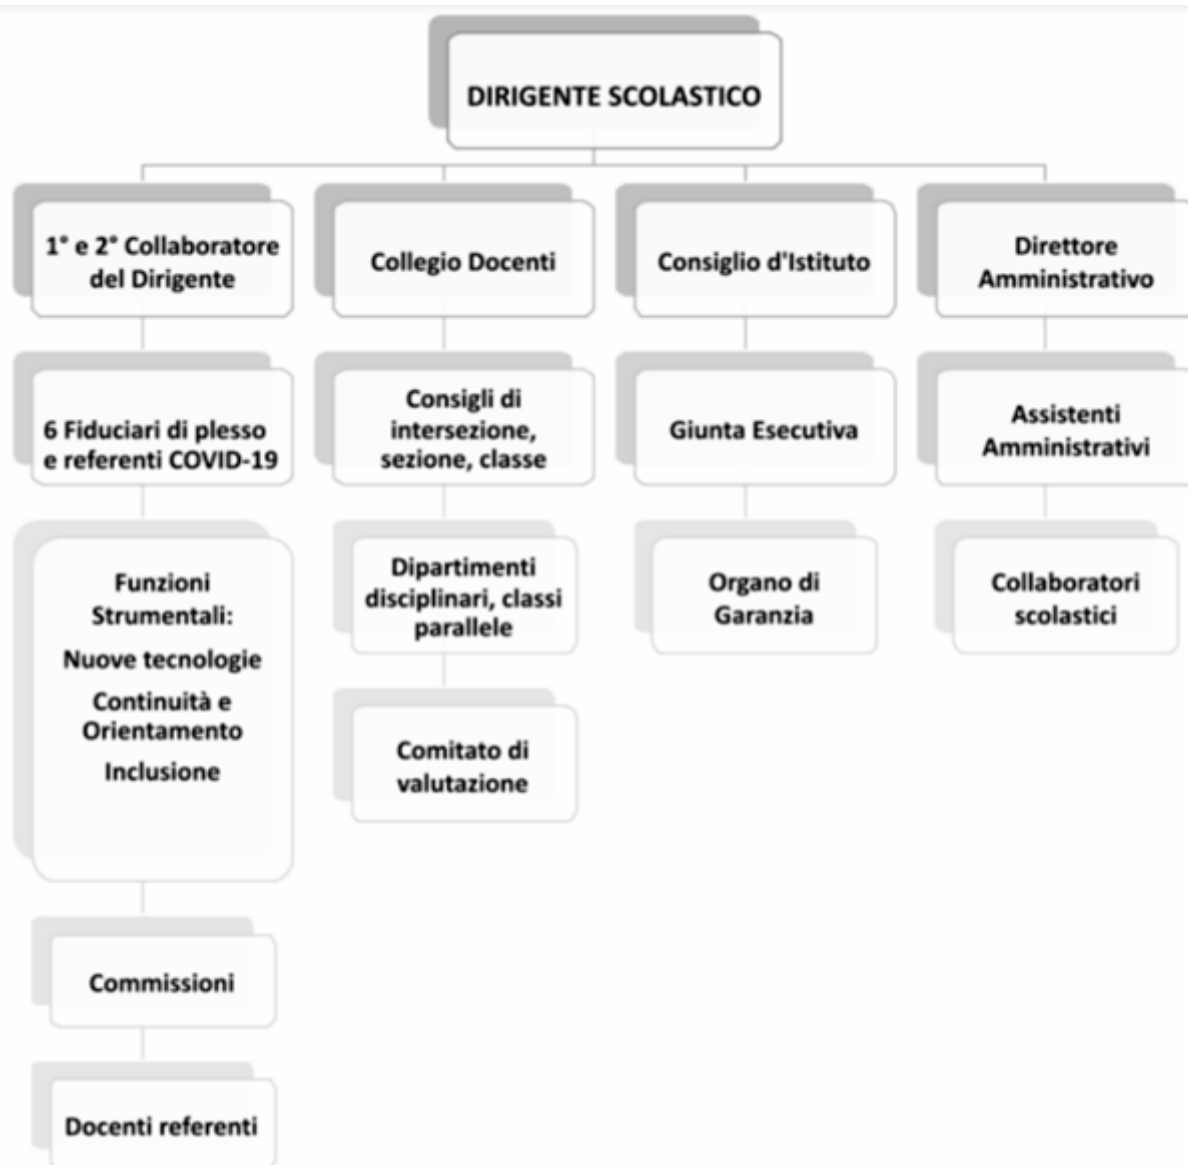 DIRIGENTE SCOLASTICO
1° e 2° Collaboratore
del Dirigente
Collegio Docenti
Consiglio d'Istituto
Direttore
Amministrativo
6 Fiduciari di plesso
e referenti COVID-19
Consigli di
intersezione,
sezione, classe
Giunta Esecutiva
Assistenti
Amministrativi
Funzioni
Strumentali:
Nuove tecnologie
Continuità e
Orientamento
Inclusione
Dipartimenti
disciplinari, classi
parallele
Organo di
Garanzia
Collaboratori
scolastici
Comitato di
valutazione
Commissioni
Docenti referenti